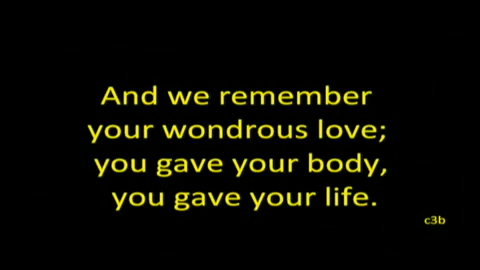 And we remember
your wondrous love;
you gave your body,
you gave your life.
c3b